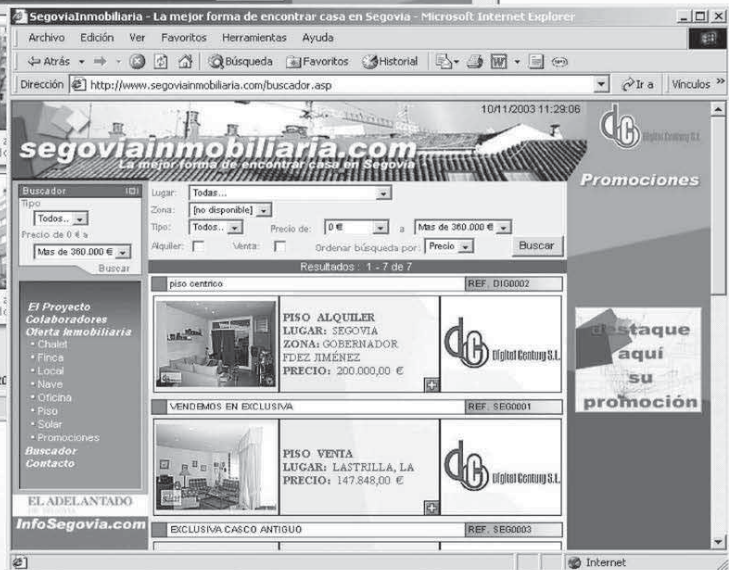 SegoviaInmobiliaria - La mejor forma de encontrar casa en Segovia - Microsoft Internet Explorer
Archivo Edición Ver Favoritos Herramientas Ayuda
Atrás Búsqueda Favoritos Historial
Dirección http://www.segoviainmobiliaria.com/buscador.asp Ir a Vínculos »
10/11/2003 11:29:06
segoviainmobiliaria.com
La mejor forma de encontrar casa en Segovia
dc Digital Century S.L.
Promociones
Buscador
Tipo
Todos..
Precio de 0 € a
Mas de 360.000 €
Buscar
Lugar: Todas...
Zona: [no disponible]
Tipo: Todos.. Precio de: 0 € a Mas de 360.000 €
Alquiler: Venta: Ordenar búsqueda por: Precio Buscar
Resultados : 1 - 7 de 7
El Proyecto
Colaboradores
Oferta Inmobiliaria
• Chalet
• Finca
• Local
• Nave
• Oficina
• Piso
• Solar
• Promociones
Buscador
Contacto
EL ADELANTADO
DE SEGOVIA
InfoSegovia.com
piso centrico REF. DIG0002
PISO ALQUILER
LUGAR: SEGOVIA
ZONA: GOBERNADOR
FDEZ JIMÉNEZ
PRECIO: 200.000,00 €
dc Digital Century S.L.
VENDEMOS EN EXCLUSIVA REF. SEG0001
PISO VENTA
LUGAR: LASTRILLA, LA
PRECIO: 147.848,00 €
dc Digital Century S.L.
EXCLUSIVA CASCO ANTIGUO REF. SEG0003
destaque
aquí
su
promoción
Internet